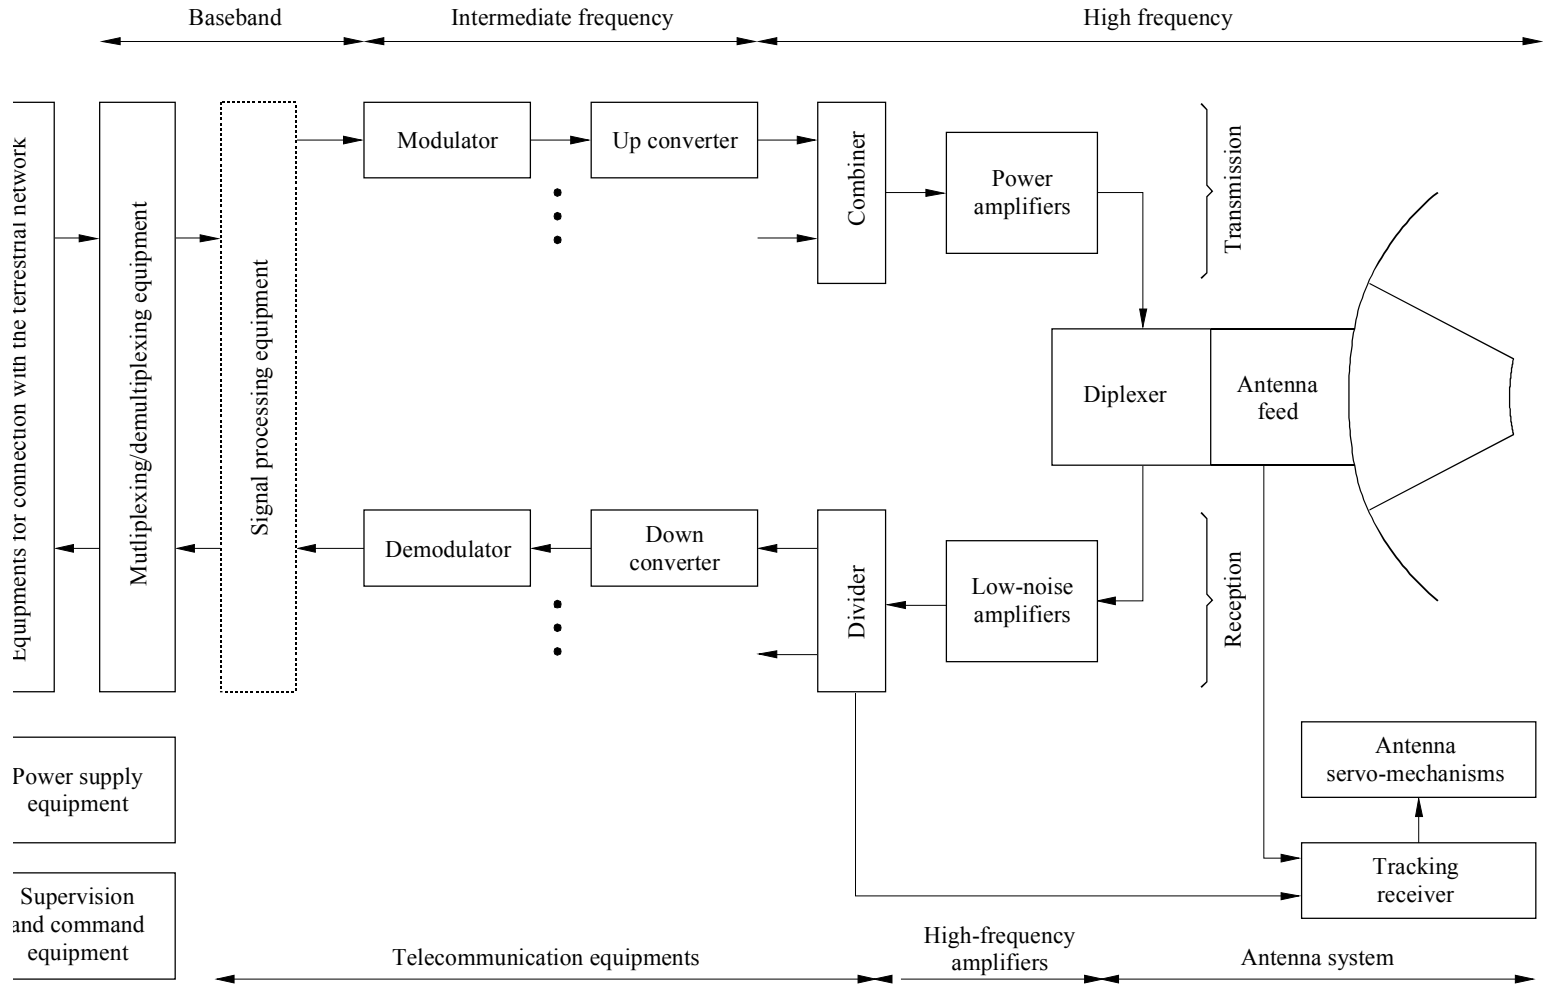 Baseband
Intermediate frequency
High frequency
Equipments for connection with the terrestrial network
Mutliplexing/demultiplexing equipment
Signal processing equipment
Modulator
Up converter
Combiner
Power
amplifiers
Transmission
Diplexer
Antenna
feed
Demodulator
Down
converter
Divider
Low-noise
amplifiers
Reception
Power supply
equipment
Antenna
servo-mechanisms
Tracking
receiver
Supervision
and command
equipment
Telecommunication equipments
High-frequency
amplifiers
Antenna system